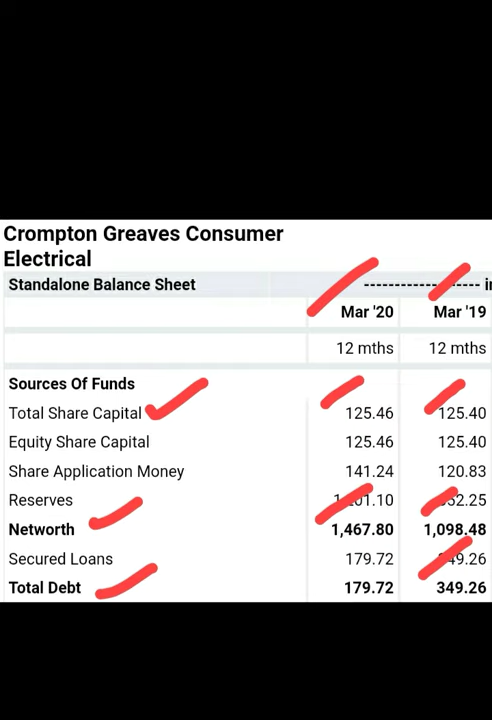 Crompton Greaves Consumer
Electrical
Standalone Balance Sheet ------------------- in
Mar '20 Mar '19
12 mths 12 mths
Sources Of Funds
Total Share Capital 125.46 125.40
Equity Share Capital 125.46 125.40
Share Application Money 141.24 120.83
Reserves
Networth 1,467.80 1,098.48
Secured Loans 179.72
Total Debt 179.72 349.26